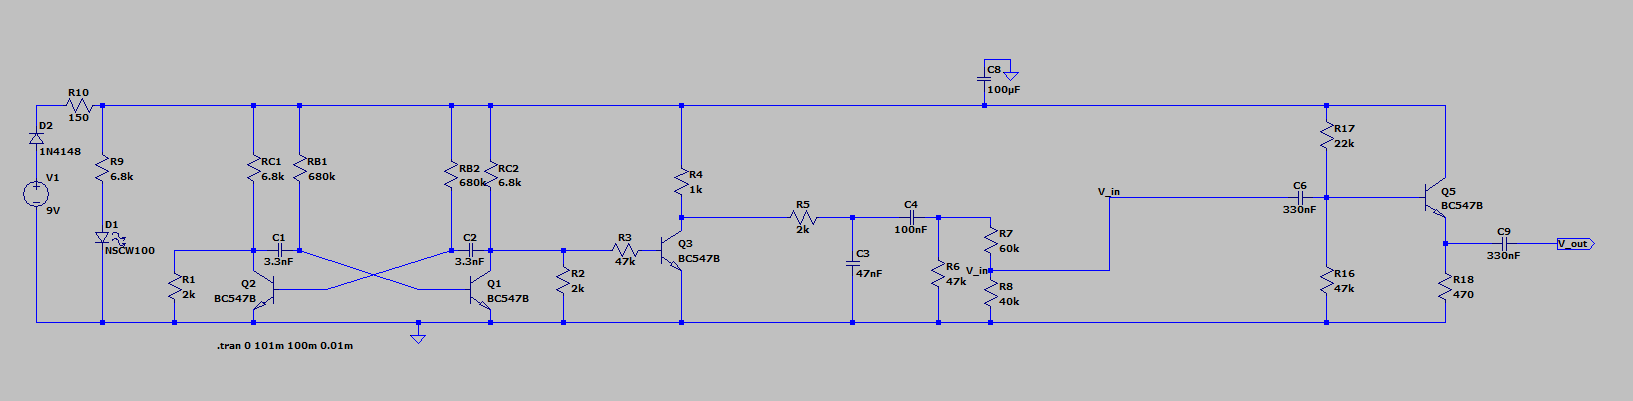 C8
100µF
R10
150
D2
1N4148
V1
9V
R9
6.8k
D1
NSCW100
RC1
6.8k
RB1
680k
RB2
680k
RC2
6.8k
R4
1k
C1
3.3nF
C2
3.3nF
R1
2k
Q2
BC547B
Q1
BC547B
R2
2k
R3
47k
Q3
BC547B
R5
2k
C3
47nF
C4
100nF
R6
47k
R7
60k
V_in
R8
40k
V_in
C6
330nF
R17
22k
R16
47k
Q5
BC547B
R18
470
C9
330nF
V_out
.tran 0 101m 100m 0.01m